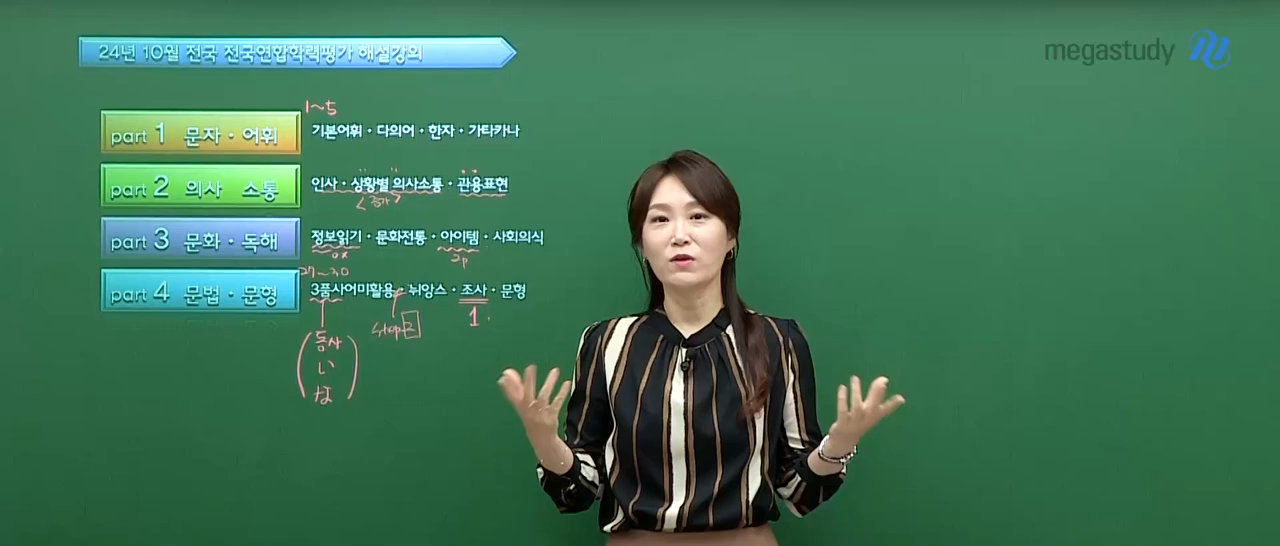 24년 10월 전국 전국연합학력평가 해설강의
megastudy
1~5
part 1 문자·어휘
기본어휘·다의어·한자·가타카나
part 2 의사 소통
인사·상황별 의사소통·관용표현
part 3 문화·독해
정보읽기·문화전통·아이템·사회의식
ox
2p
27~30
part 4 문법·문형
3품사어미활용·뉘앙스·조사·문형
step2
1.
동사
い
な